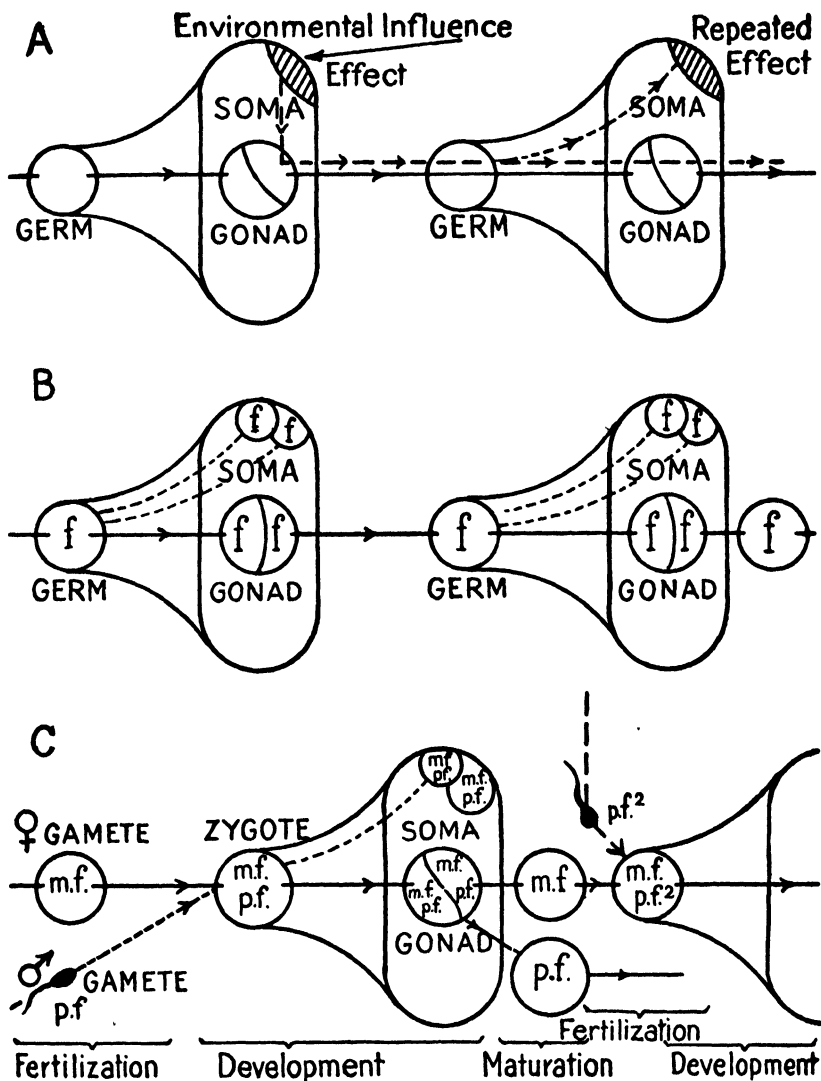 A
Environmental Influence
Effect
Repeated
Effect
SOMA
SOMA
GERM
GONAD
GERM
GONAD
B
f
f
f
f
SOMA
SOMA
f
f
f
f
f
f
f
GERM
GONAD
GERM
GONAD
C
m.f.
p.f.
m.f.
p.f.
p.f.²
♀ GAMETE
ZYGOTE
SOMA
m.f.
m.f.
p.f.
m.f.
m.f.
p.f.
p.f.
m.f
m.f.
p.f.²
GONAD
♂
GAMETE
p.f
p.f.
Fertilization
Fertilization
Development
Maturation
Development